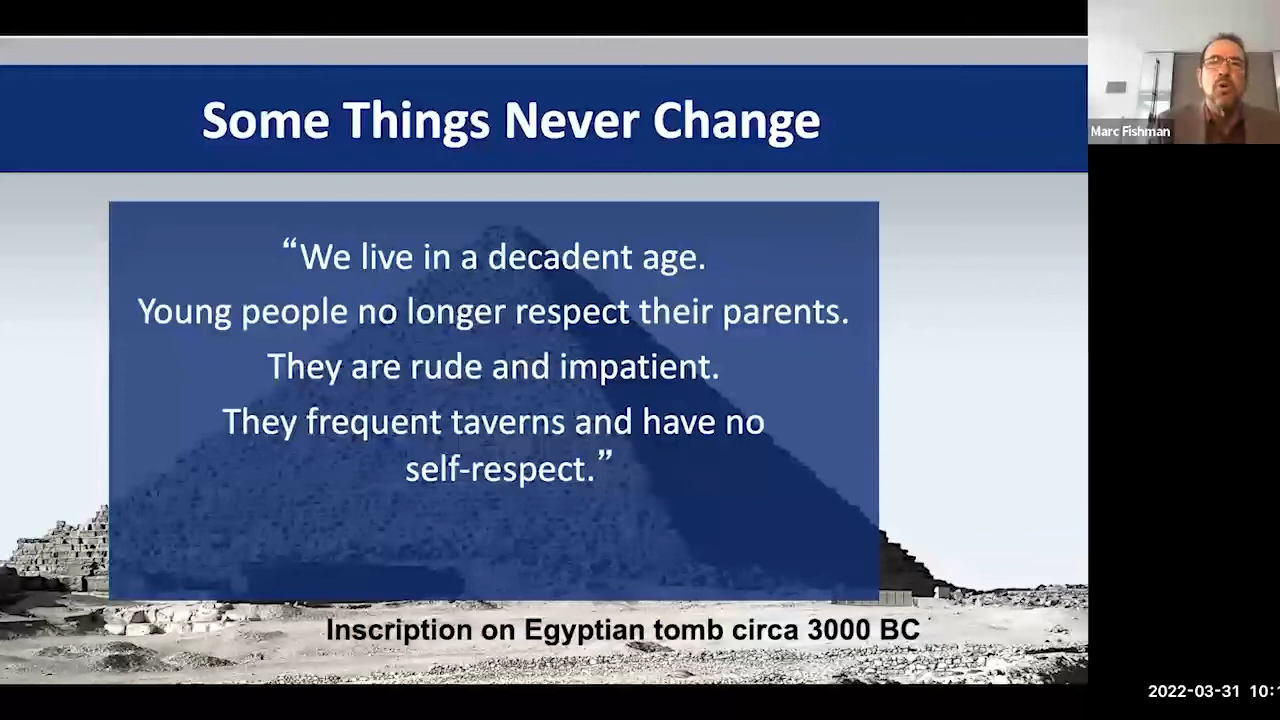 Some Things Never Change
“We live in a decadent age.
Young people no longer respect their parents.
They are rude and impatient.
They frequent taverns and have no
self-respect.”
Inscription on Egyptian tomb circa 3000 BC
Marc Fishman
2022-03-31